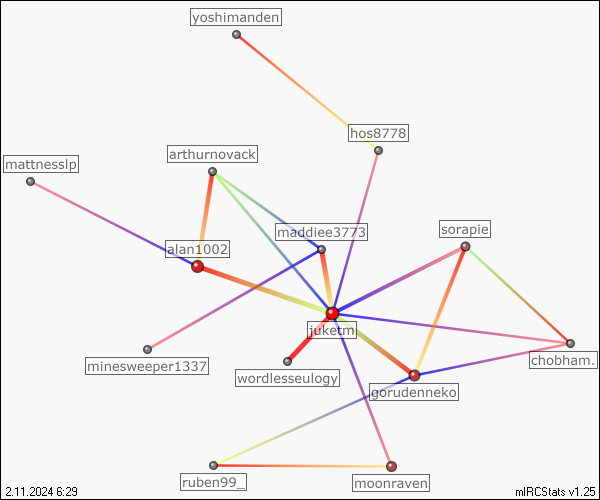 yoshimanden
hos8778
arthurnovack
mattnesslp
maddiee3773
sorapie
alan1002
juketm
minesweeper1337
chobham.
wordlesseulogy
gorudenneko
ruben99_
moonraven
2.11.2024 6:29
mIRCStats v1.25